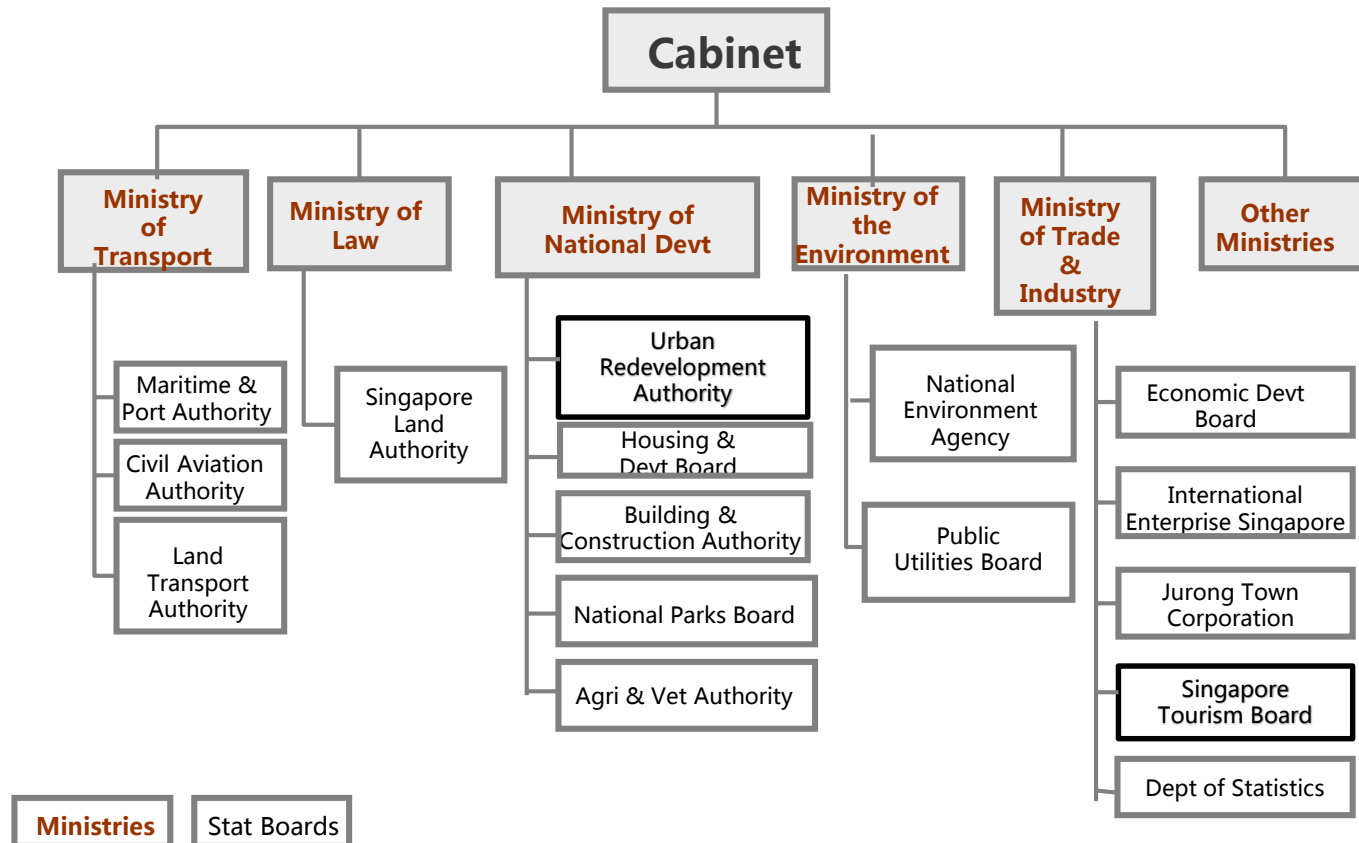 Cabinet
Ministry
of
Transport
Ministry of
Law
Ministry of
National Devt
Ministry of
the
Environment
Ministry
of Trade
&
Industry
Other
Ministries
Maritime &
Port Authority
Civil Aviation
Authority
Land
Transport
Authority
Singapore
Land
Authority
Urban
Redevelopment
Authority
Housing &
Devt Board
Building &
Construction Authority
National Parks Board
Agri & Vet Authority
National
Environment
Agency
Public
Utilities Board
Economic Devt
Board
International
Enterprise Singapore
Jurong Town
Corporation
Singapore
Tourism Board
Dept of Statistics
Ministries
Stat Boards